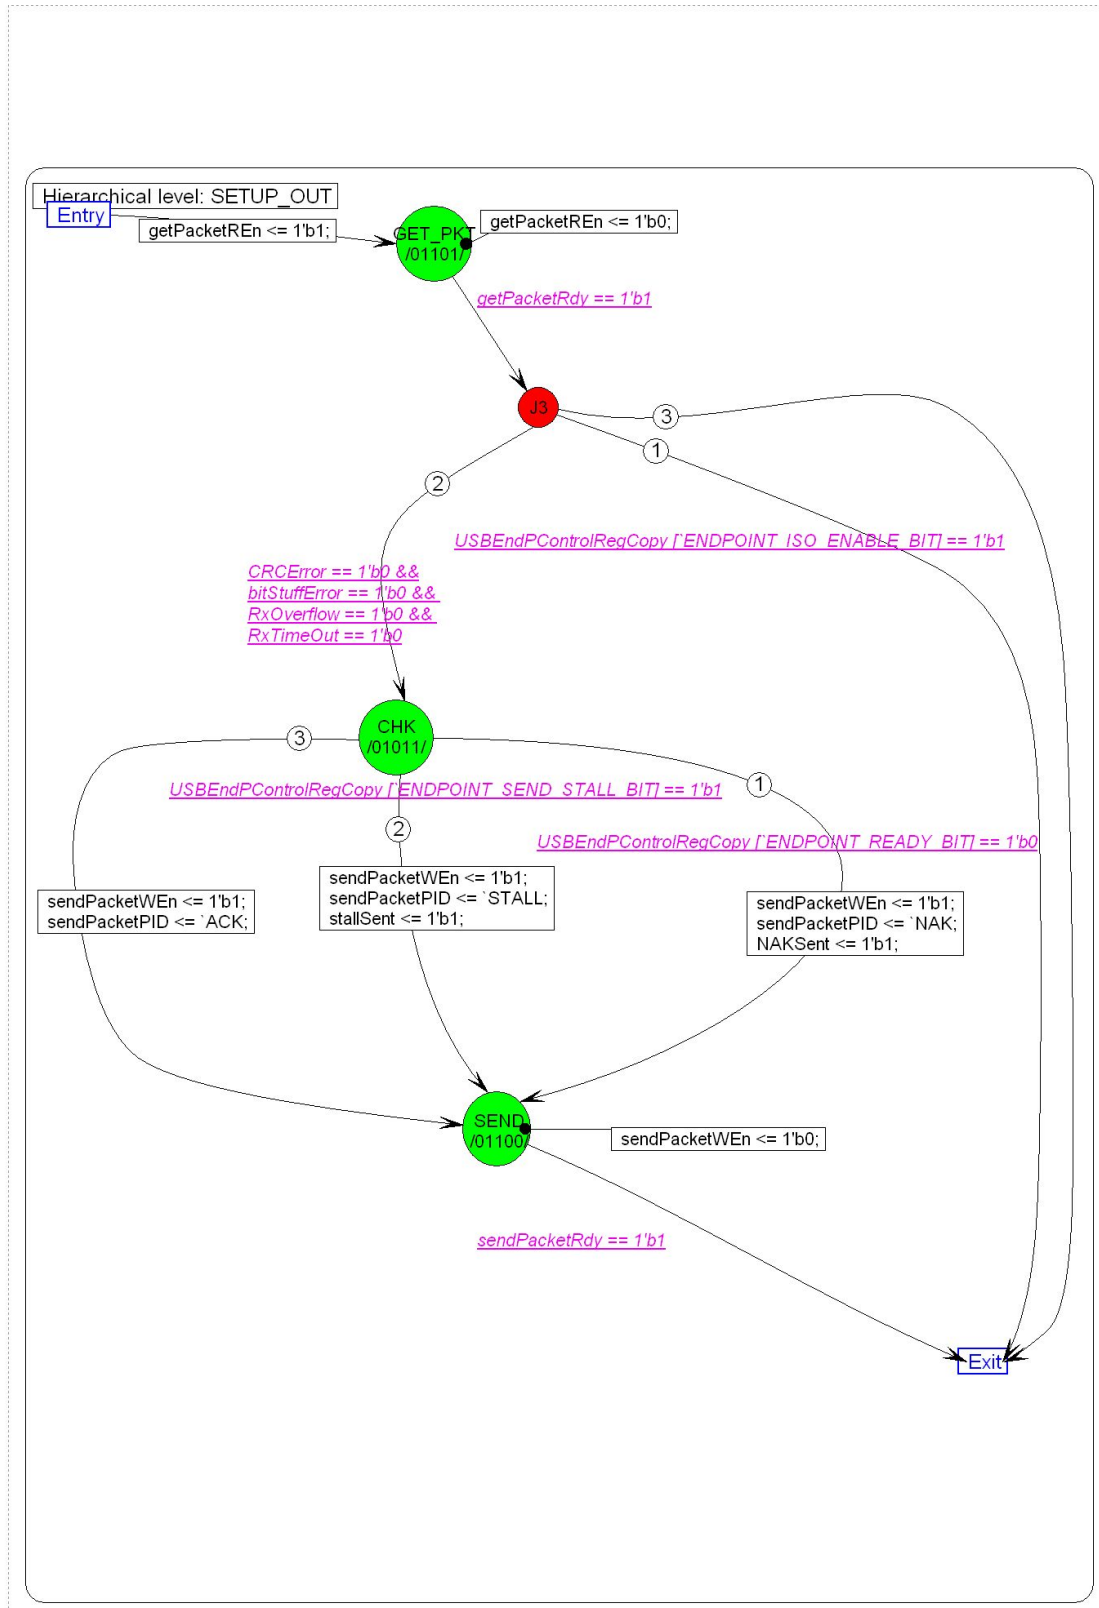 Hierarchical level: SETUP_OUT
Entry
getPacketREn <= 1'b1;
GET_PKT
/01101/
getPacketREn <= 1'b0;
getPacketRdy == 1'b1
J3
3
1
2
USBEndPControlRegCopy [`ENDPOINT_ISO_ENABLE_BIT] == 1'b1
CRCError == 1'b0 &&
bitStuffError == 1'b0 &&
RxOverflow == 1'b0 &&
RxTimeOut == 1'b0
CHK
/01011/
3
1
USBEndPControlRegCopy [`ENDPOINT_SEND_STALL_BIT] == 1'b1
2
USBEndPControlRegCopy [`ENDPOINT_READY_BIT] == 1'b0
sendPacketWEn <= 1'b1;
sendPacketPID <= `ACK;
sendPacketWEn <= 1'b1;
sendPacketPID <= `STALL;
stallSent <= 1'b1;
sendPacketWEn <= 1'b1;
sendPacketPID <= `NAK;
NAKSent <= 1'b1;
SEND
/01100/
sendPacketWEn <= 1'b0;
sendPacketRdy == 1'b1
Exit